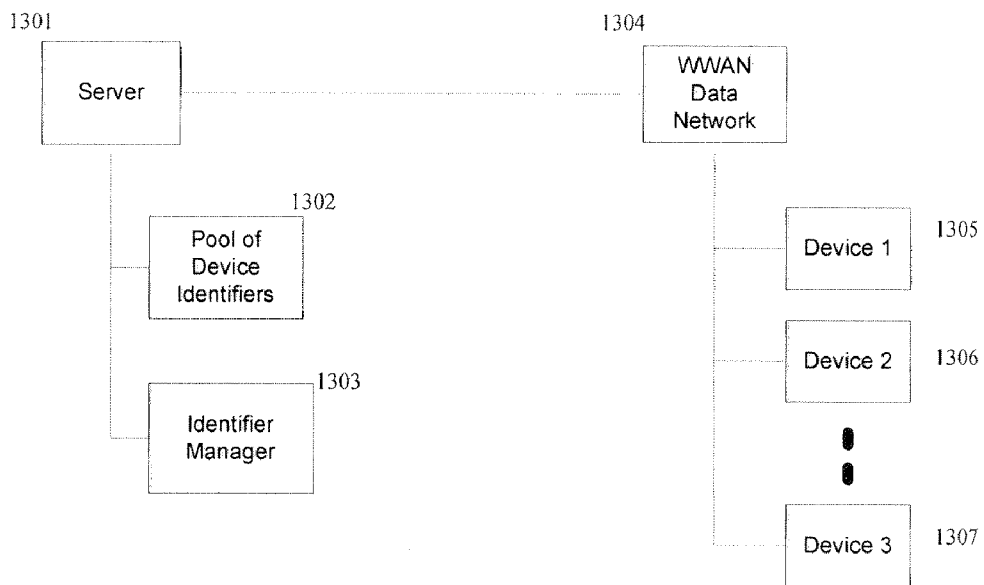 1301
Server
1304
WWAN
Data
Network
1302
Pool of
Device
Identifiers
1303
Identifier
Manager
Device 1
1305
Device 2
1306
Device 3
1307